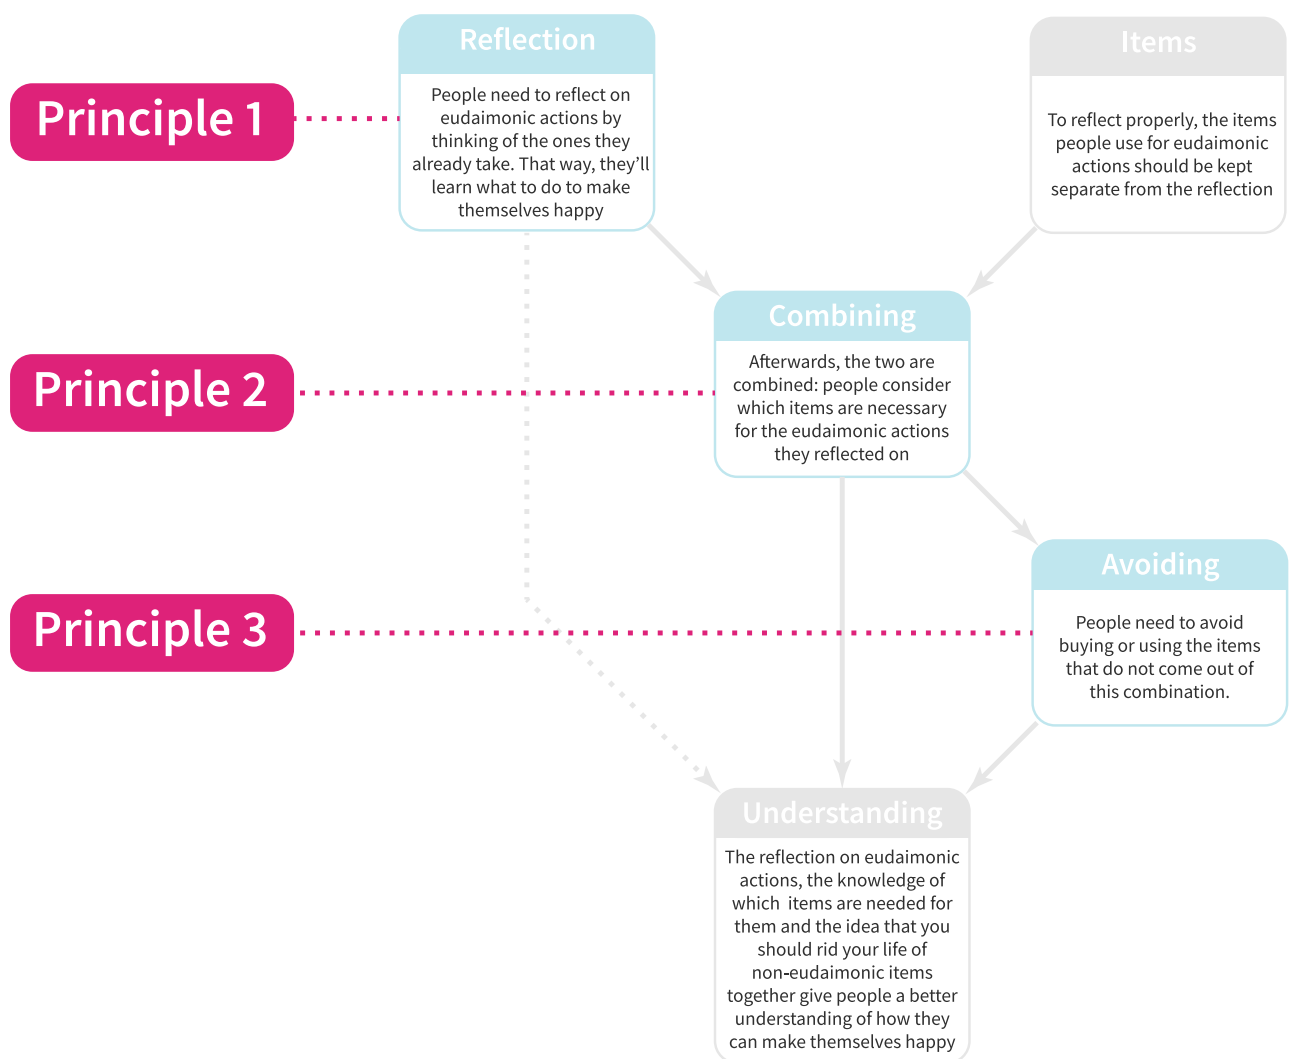 Reflection
People need to reflect on
eudaimonic actions by
thinking of the ones they
already take. That way, they’ll
learn what to do to make
themselves happy
Items
To reflect properly, the items
people use for eudaimonic
actions should be kept
separate from the reflection
Principle 1
Combining
Afterwards, the two are
combined: people consider
which items are necessary
for the eudaimonic actions
they reflected on
Principle 2
Avoiding
People need to avoid
buying or using the items
that do not come out of
this combination.
Principle 3
Understanding
The reflection on eudaimonic
actions, the knowledge of
which items are needed for
them and the idea that you
should rid your life of
non-eudaimonic items
together give people a better
understanding of how they
can make themselves happy